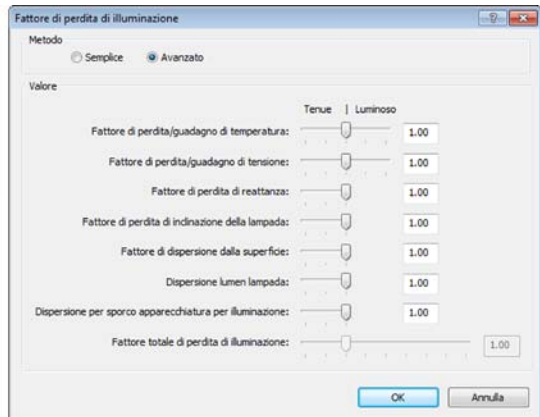 Fattore di perdita di illuminazione
Metodo
Semplice Avanzato
Valore
Tenue | Luminoso
Fattore di perdita/guadagno di temperatura: 1.00
Fattore di perdita/guadagno di tensione: 1.00
Fattore di perdita di reattanza: 1.00
Fattore di perdita di inclinazione della lampada: 1.00
Fattore di dispersione dalla superficie: 1.00
Dispersione lumen lampada: 1.00
Dispersione per sporco apparecchiatura per illuminazione: 1.00
Fattore totale di perdita di illuminazione: 1.00
OK Annulla